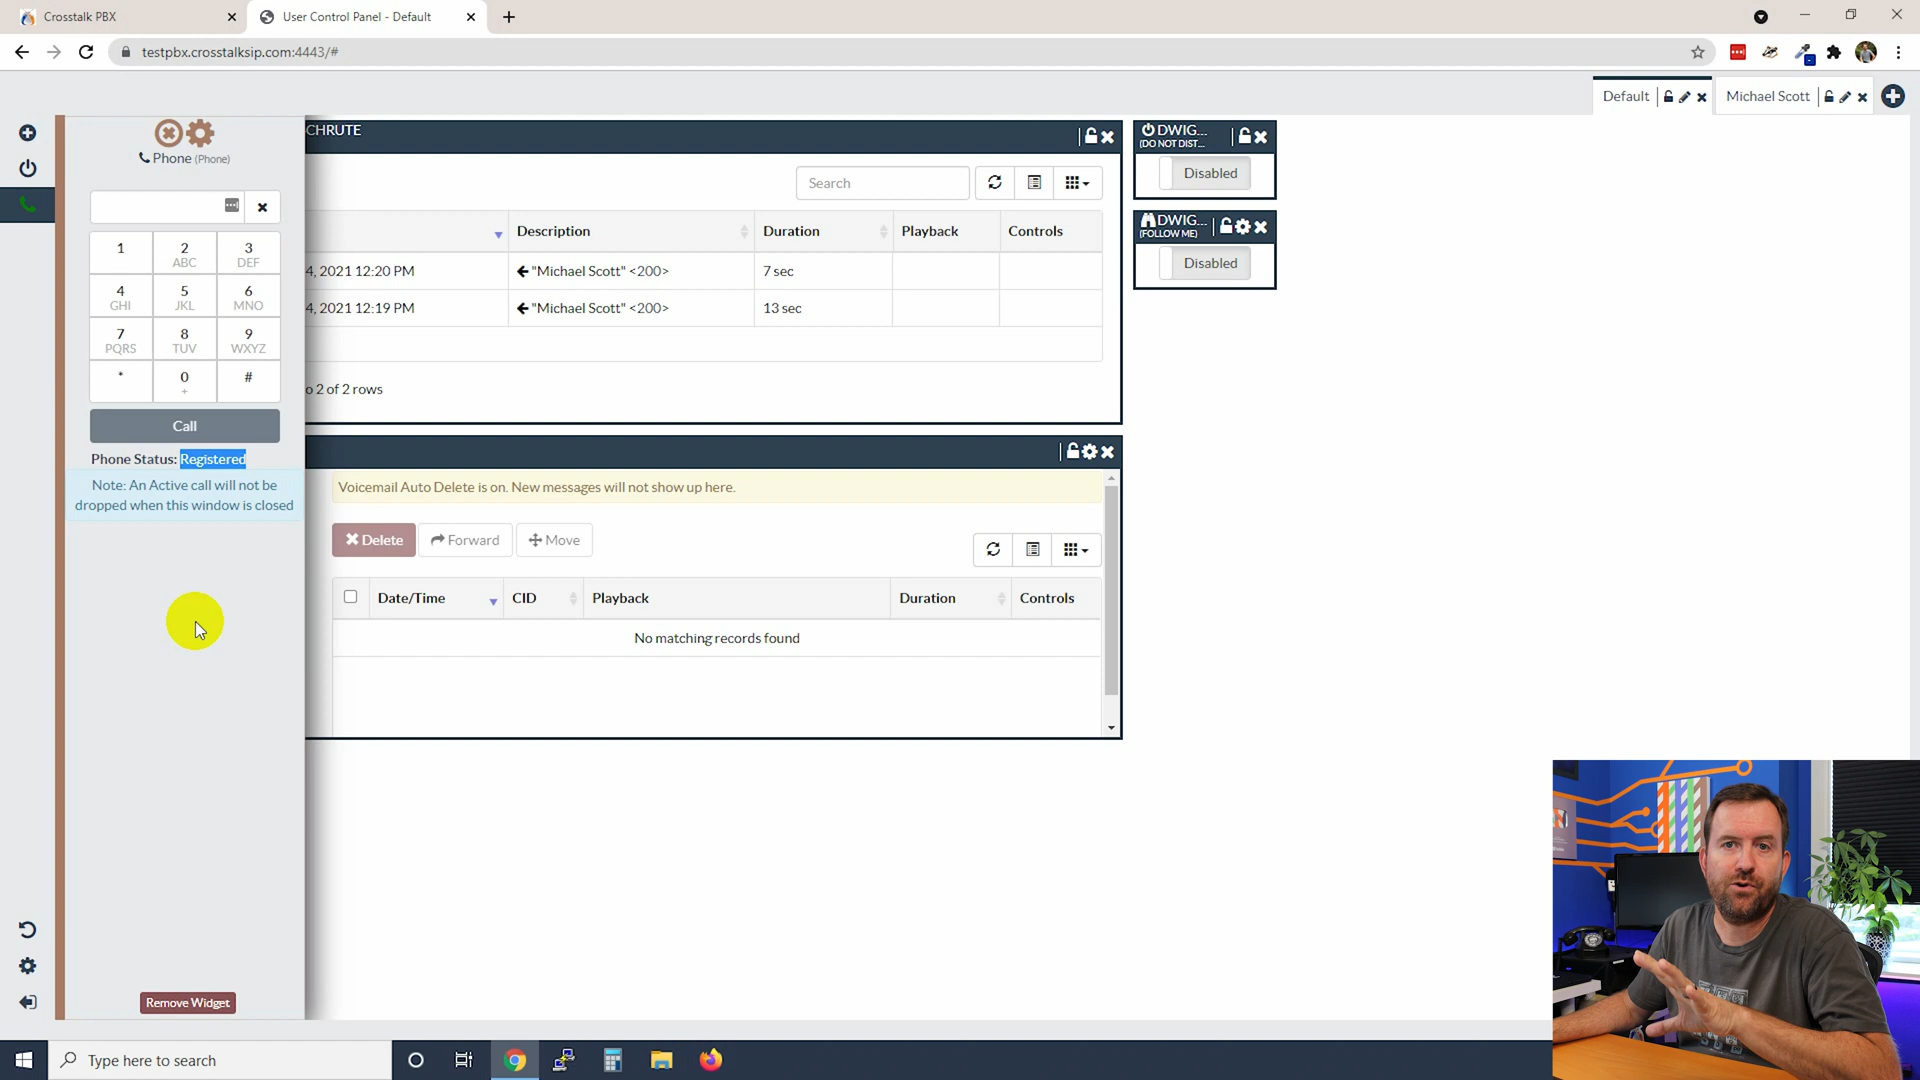 Crosstalk PBX
User Control Panel - Default
testpbx.crosstalksip.com:4443/#
Default
Michael Scott
Phone (Phone)
1
2
ABC
3
DEF
4
GHI
5
JKL
6
MNO
7
PQRS
8
TUV
9
WXYZ
*
0
+
#
Call
Phone Status: Registered
Note: An Active call will not be
dropped when this window is closed
Remove Widget
CHRUTE
Search
Description
Duration
Playback
Controls
4, 2021 12:20 PM
"Michael Scott" <200>
7 sec
4, 2021 12:19 PM
"Michael Scott" <200>
13 sec
o 2 of 2 rows
DWIG...
(DO NOT DIST...
Disabled
DWIG...
(FOLLOW ME)
Disabled
Voicemail Auto Delete is on. New messages will not show up here.
Delete
Forward
Move
Date/Time
CID
Playback
Duration
Controls
No matching records found
Type here to search